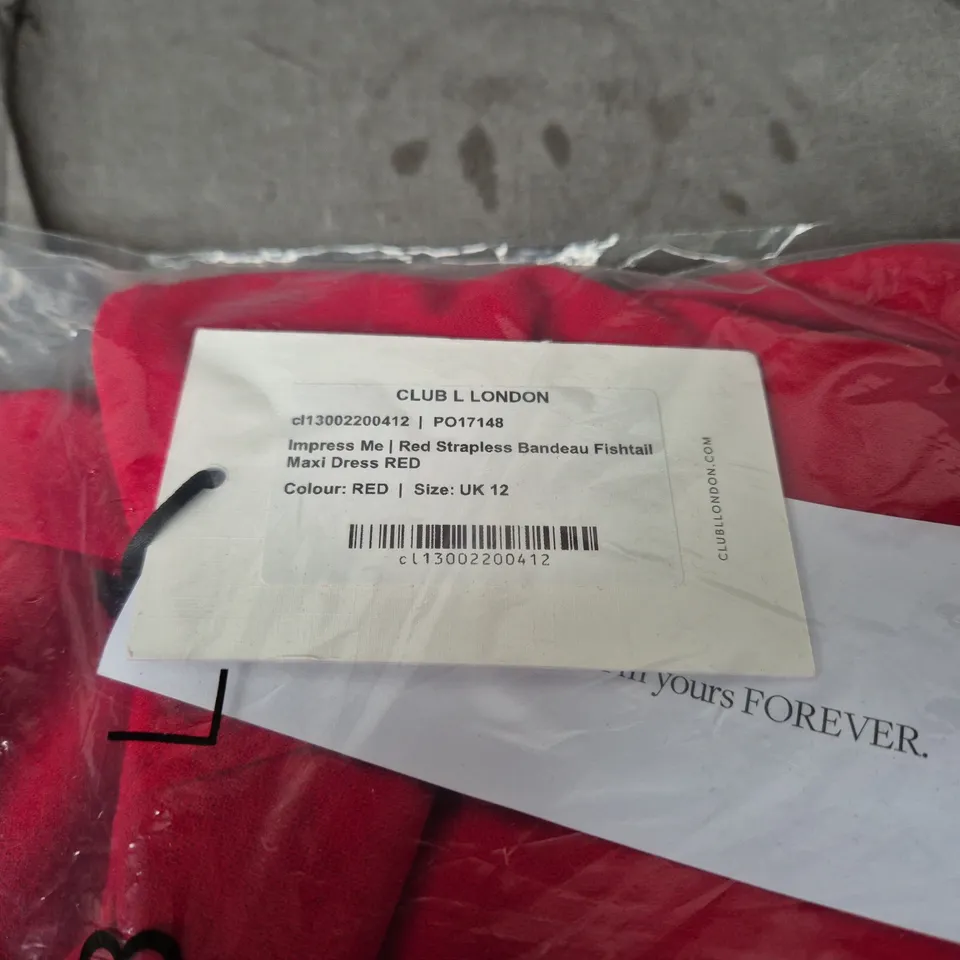 CLUB L LONDON
cl13002200412 | PO17148
Impress Me | Red Strapless Bandeau Fishtail
Maxi Dress RED
Colour: RED | Size: UK 12
cl13002200412
CLUBLLONDON.COM
yours FOREVER.